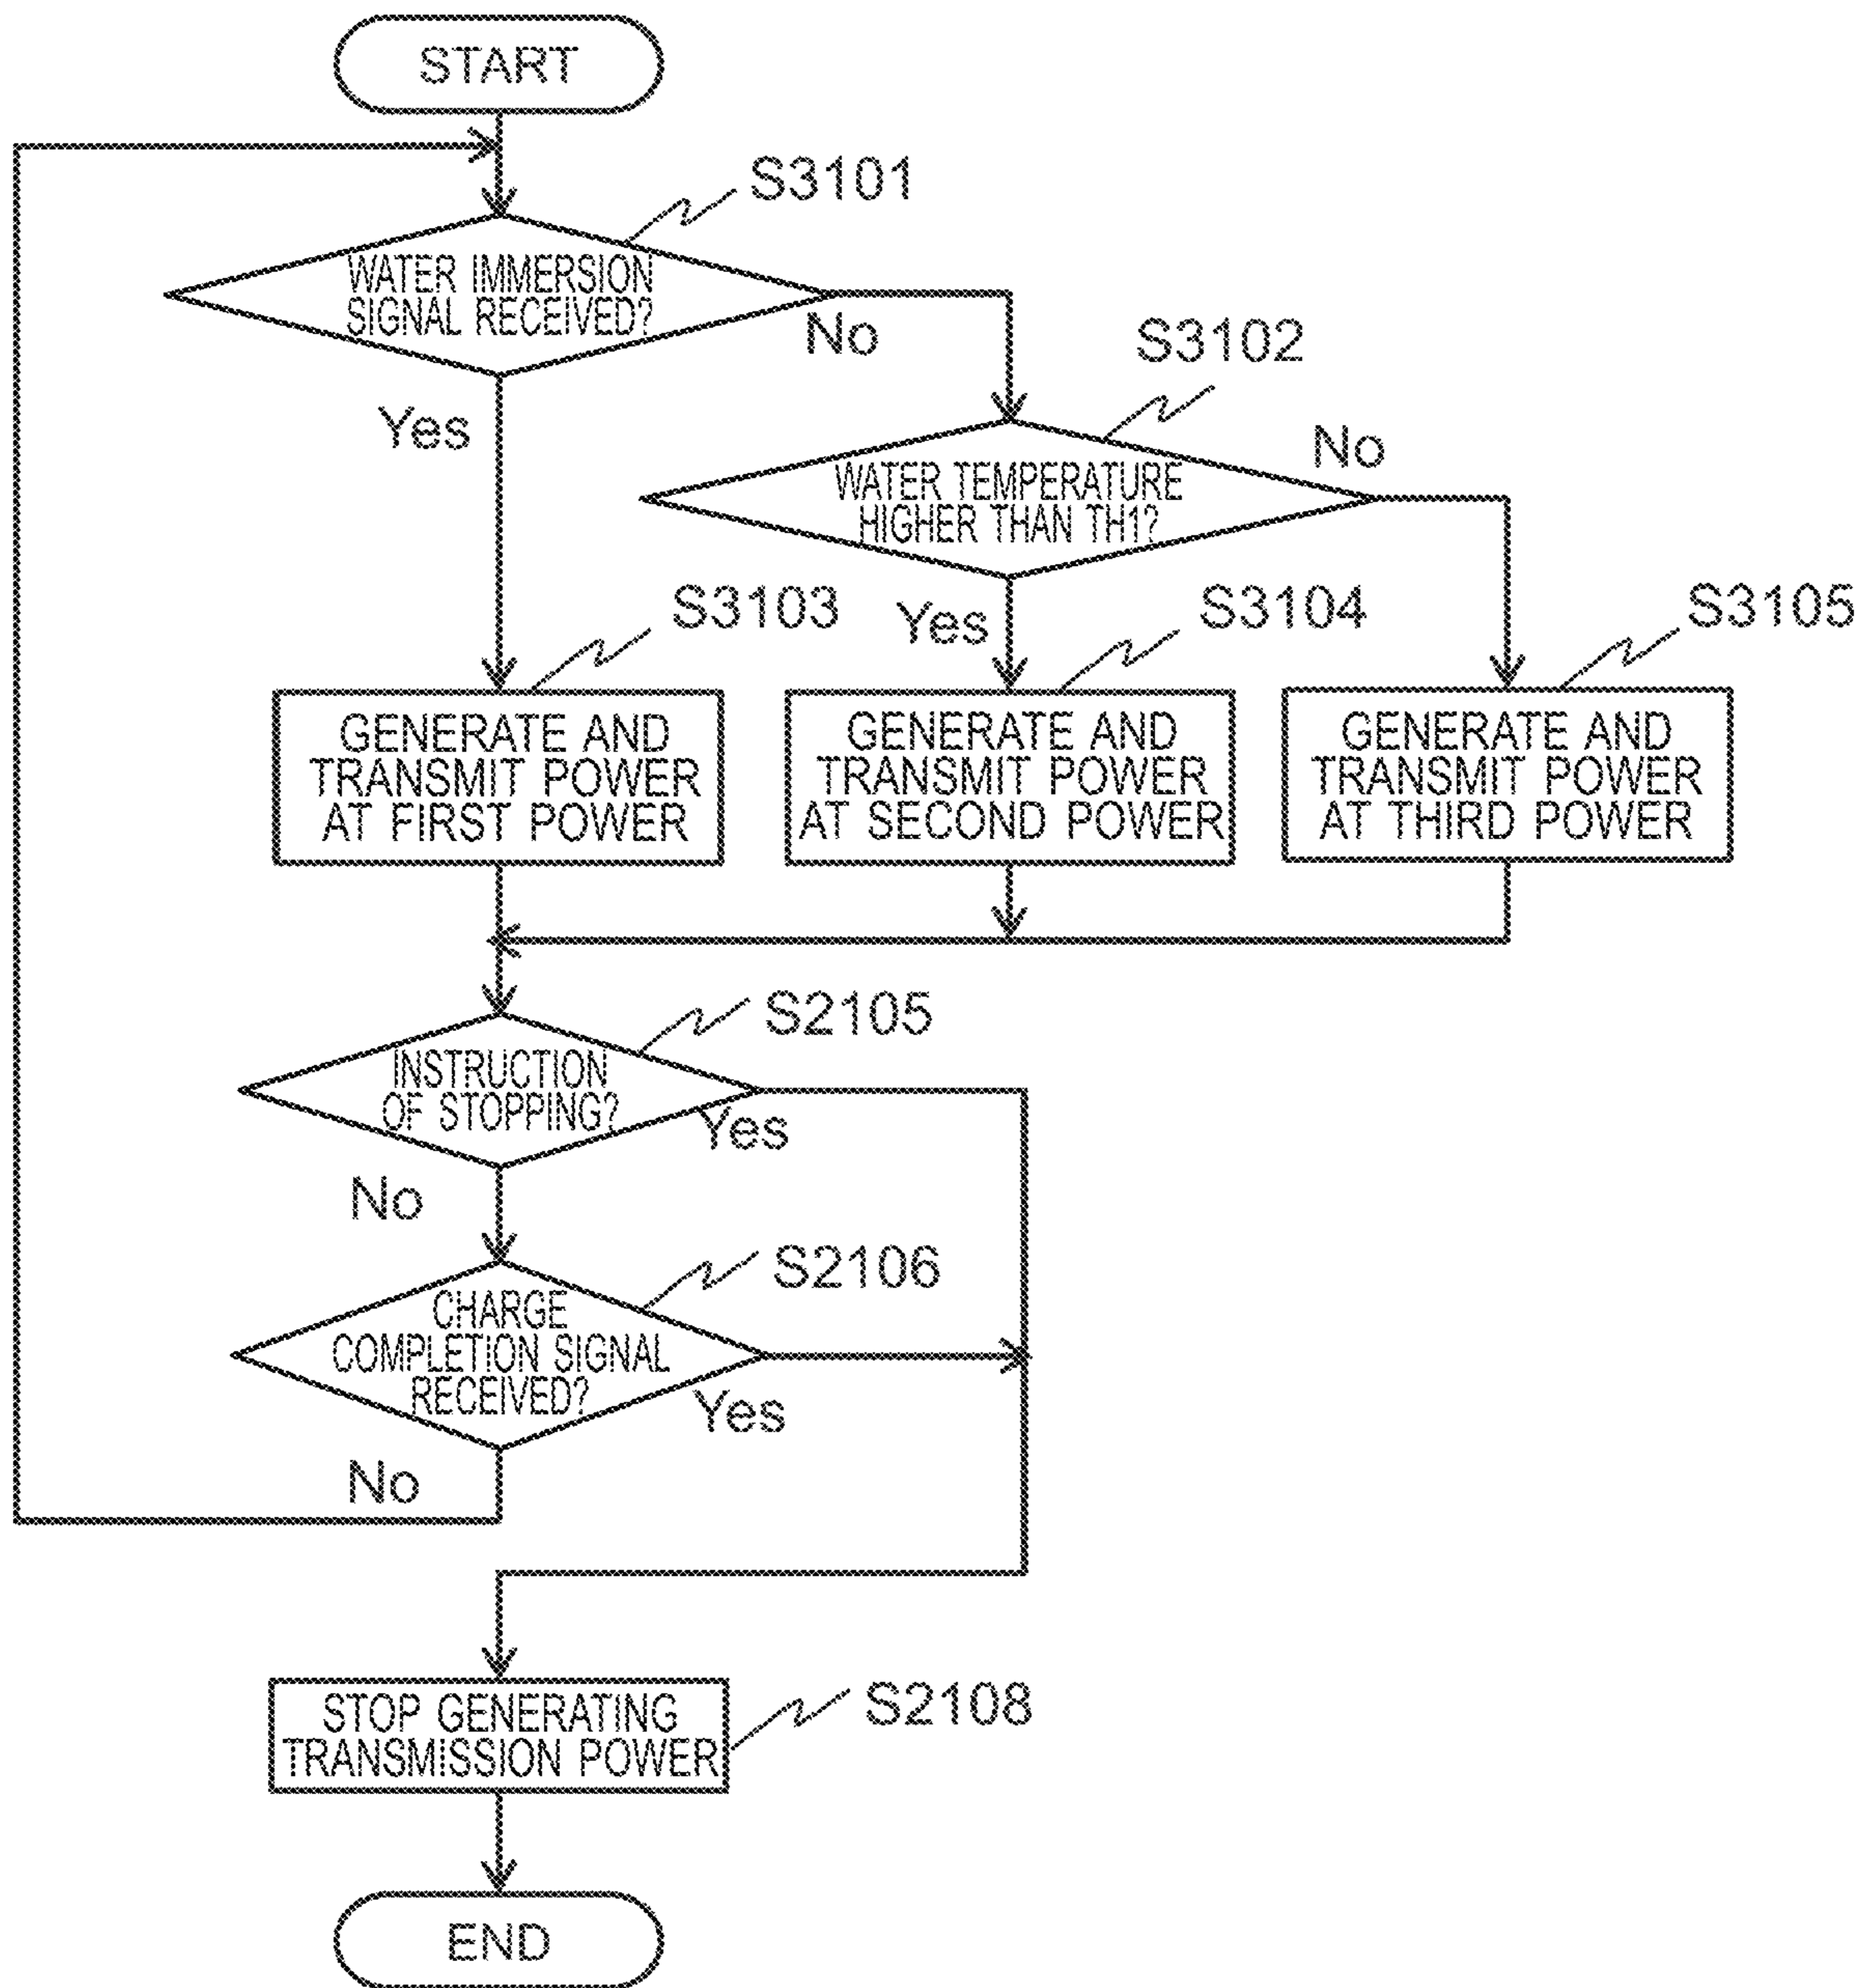 START
S3101
WATER IMMERSION
SIGNAL RECEIVED?
No
Yes
S3102
WATER TEMPERATURE
HIGHER THAN TH1?
No
Yes
S3103
GENERATE AND
TRANSMIT POWER
AT FIRST POWER
S3104
GENERATE AND
TRANSMIT POWER
AT SECOND POWER
S3105
GENERATE AND
TRANSMIT POWER
AT THIRD POWER
S2105
INSTRUCTION
OF STOPPING?
Yes
No
S2106
CHARGE
COMPLETION SIGNAL
RECEIVED?
Yes
No
STOP GENERATING
TRANSMISSION POWER
S2108
END